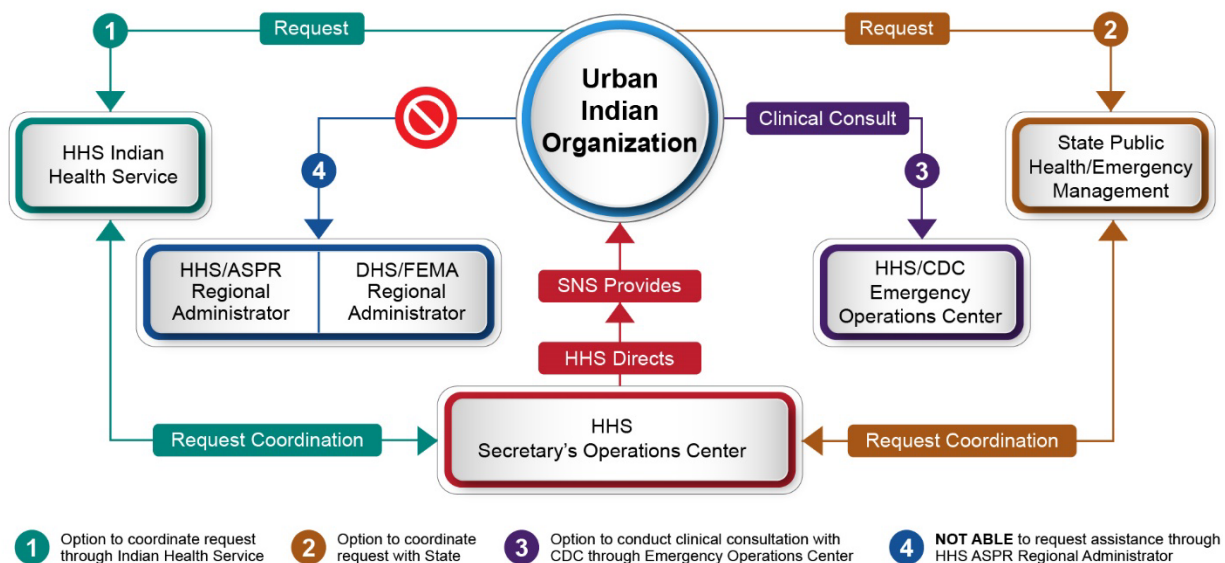 1
Request
Request
2
Urban
Indian
Organization
HHS Indian
Health Service
4
Clinical Consult
3
State Public
Health/Emergency
Management
HHS/ASPR
Regional
Administrator
DHS/FEMA
Regional
Administrator
SNS Provides
HHS/CDC
Emergency
Operations Center
HHS Directs
Request Coordination
HHS
Secretary's Operations Center
Request Coordination
1
Option to coordinate request
through Indian Health Service
2
Option to coordinate
request with State
3
Option to conduct clinical consultation with
CDC through Emergency Operations Center
4
NOT ABLE to request assistance through
HHS ASPR Regional Administrator